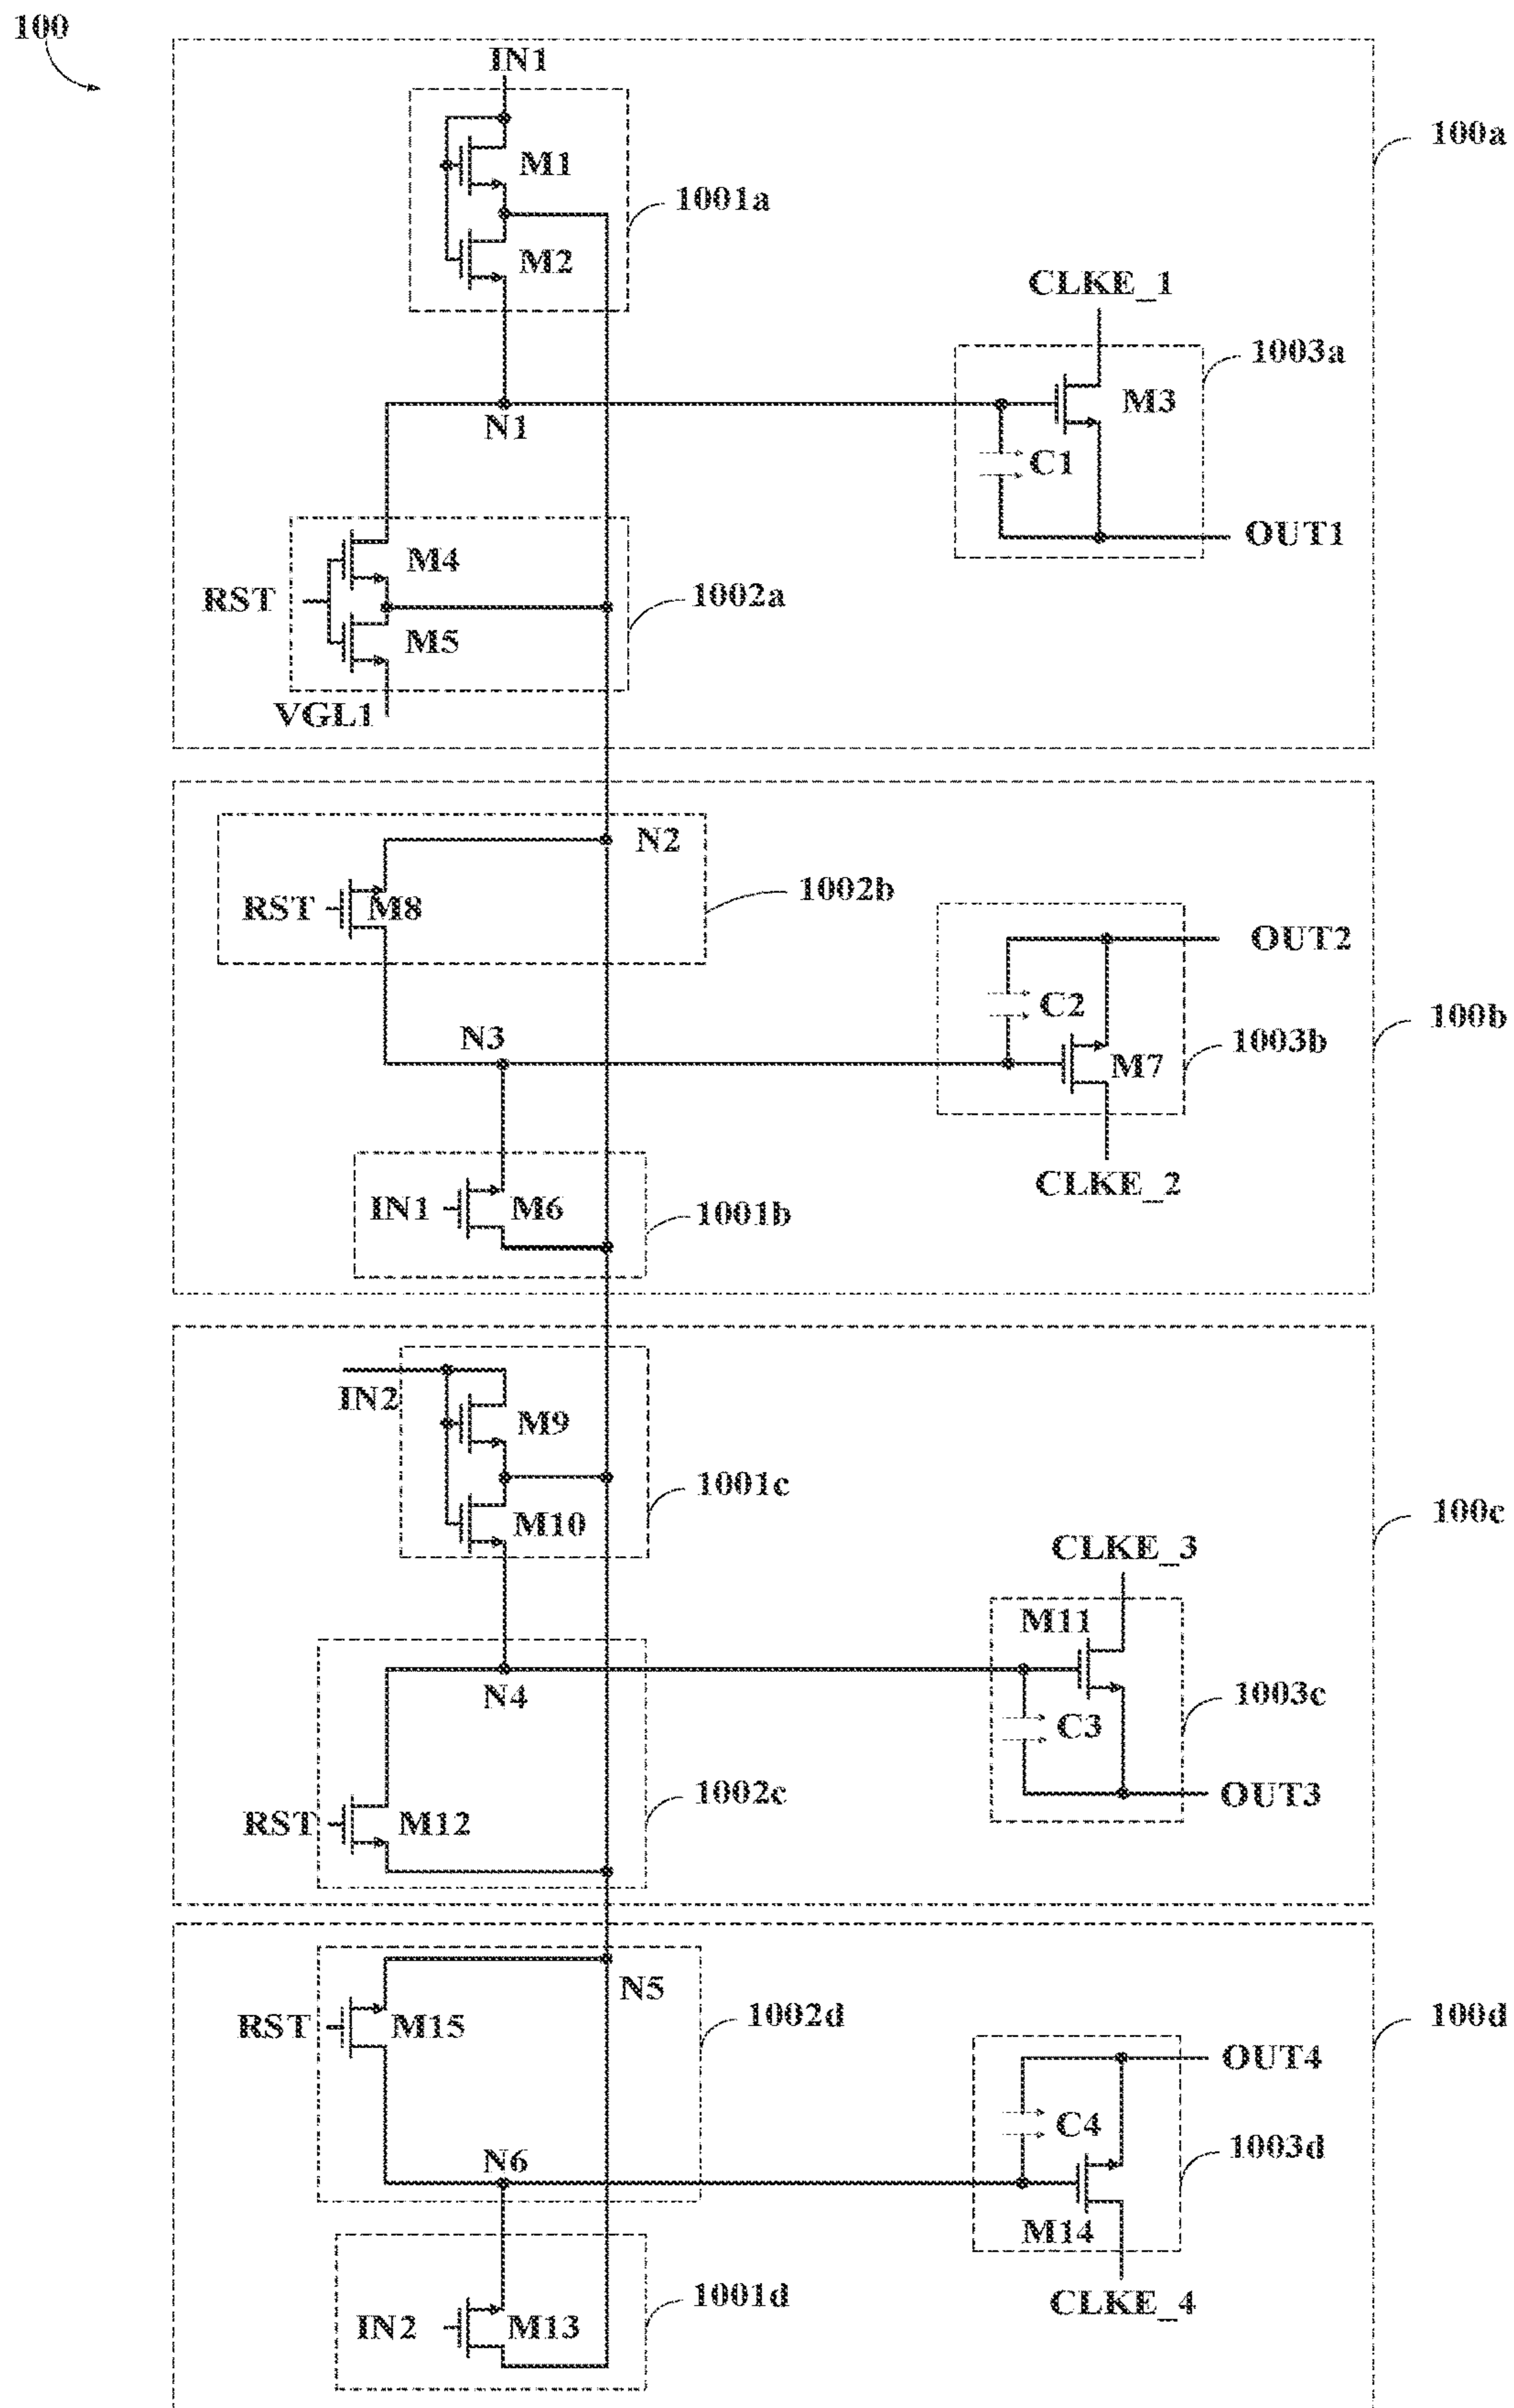 100
IN1
100a
M1
1001a
M2
CLKE_1
1003a
M3
N1
C1
OUT1
M4
RST
1002a
M5
VGL1
N2
1002b
RST
M8
OUT2
C2
100b
N3
1003b
M7
CLKE_2
IN1
M6
1001b
IN2
M9
1001c
100c
M10
CLKE_3
M11
N4
1003c
C3
1002c
OUT3
RST
M12
N5
1002d
100d
RST
M15
OUT4
C4
1003d
N6
M14
1001d
CLKE_4
IN2
M13